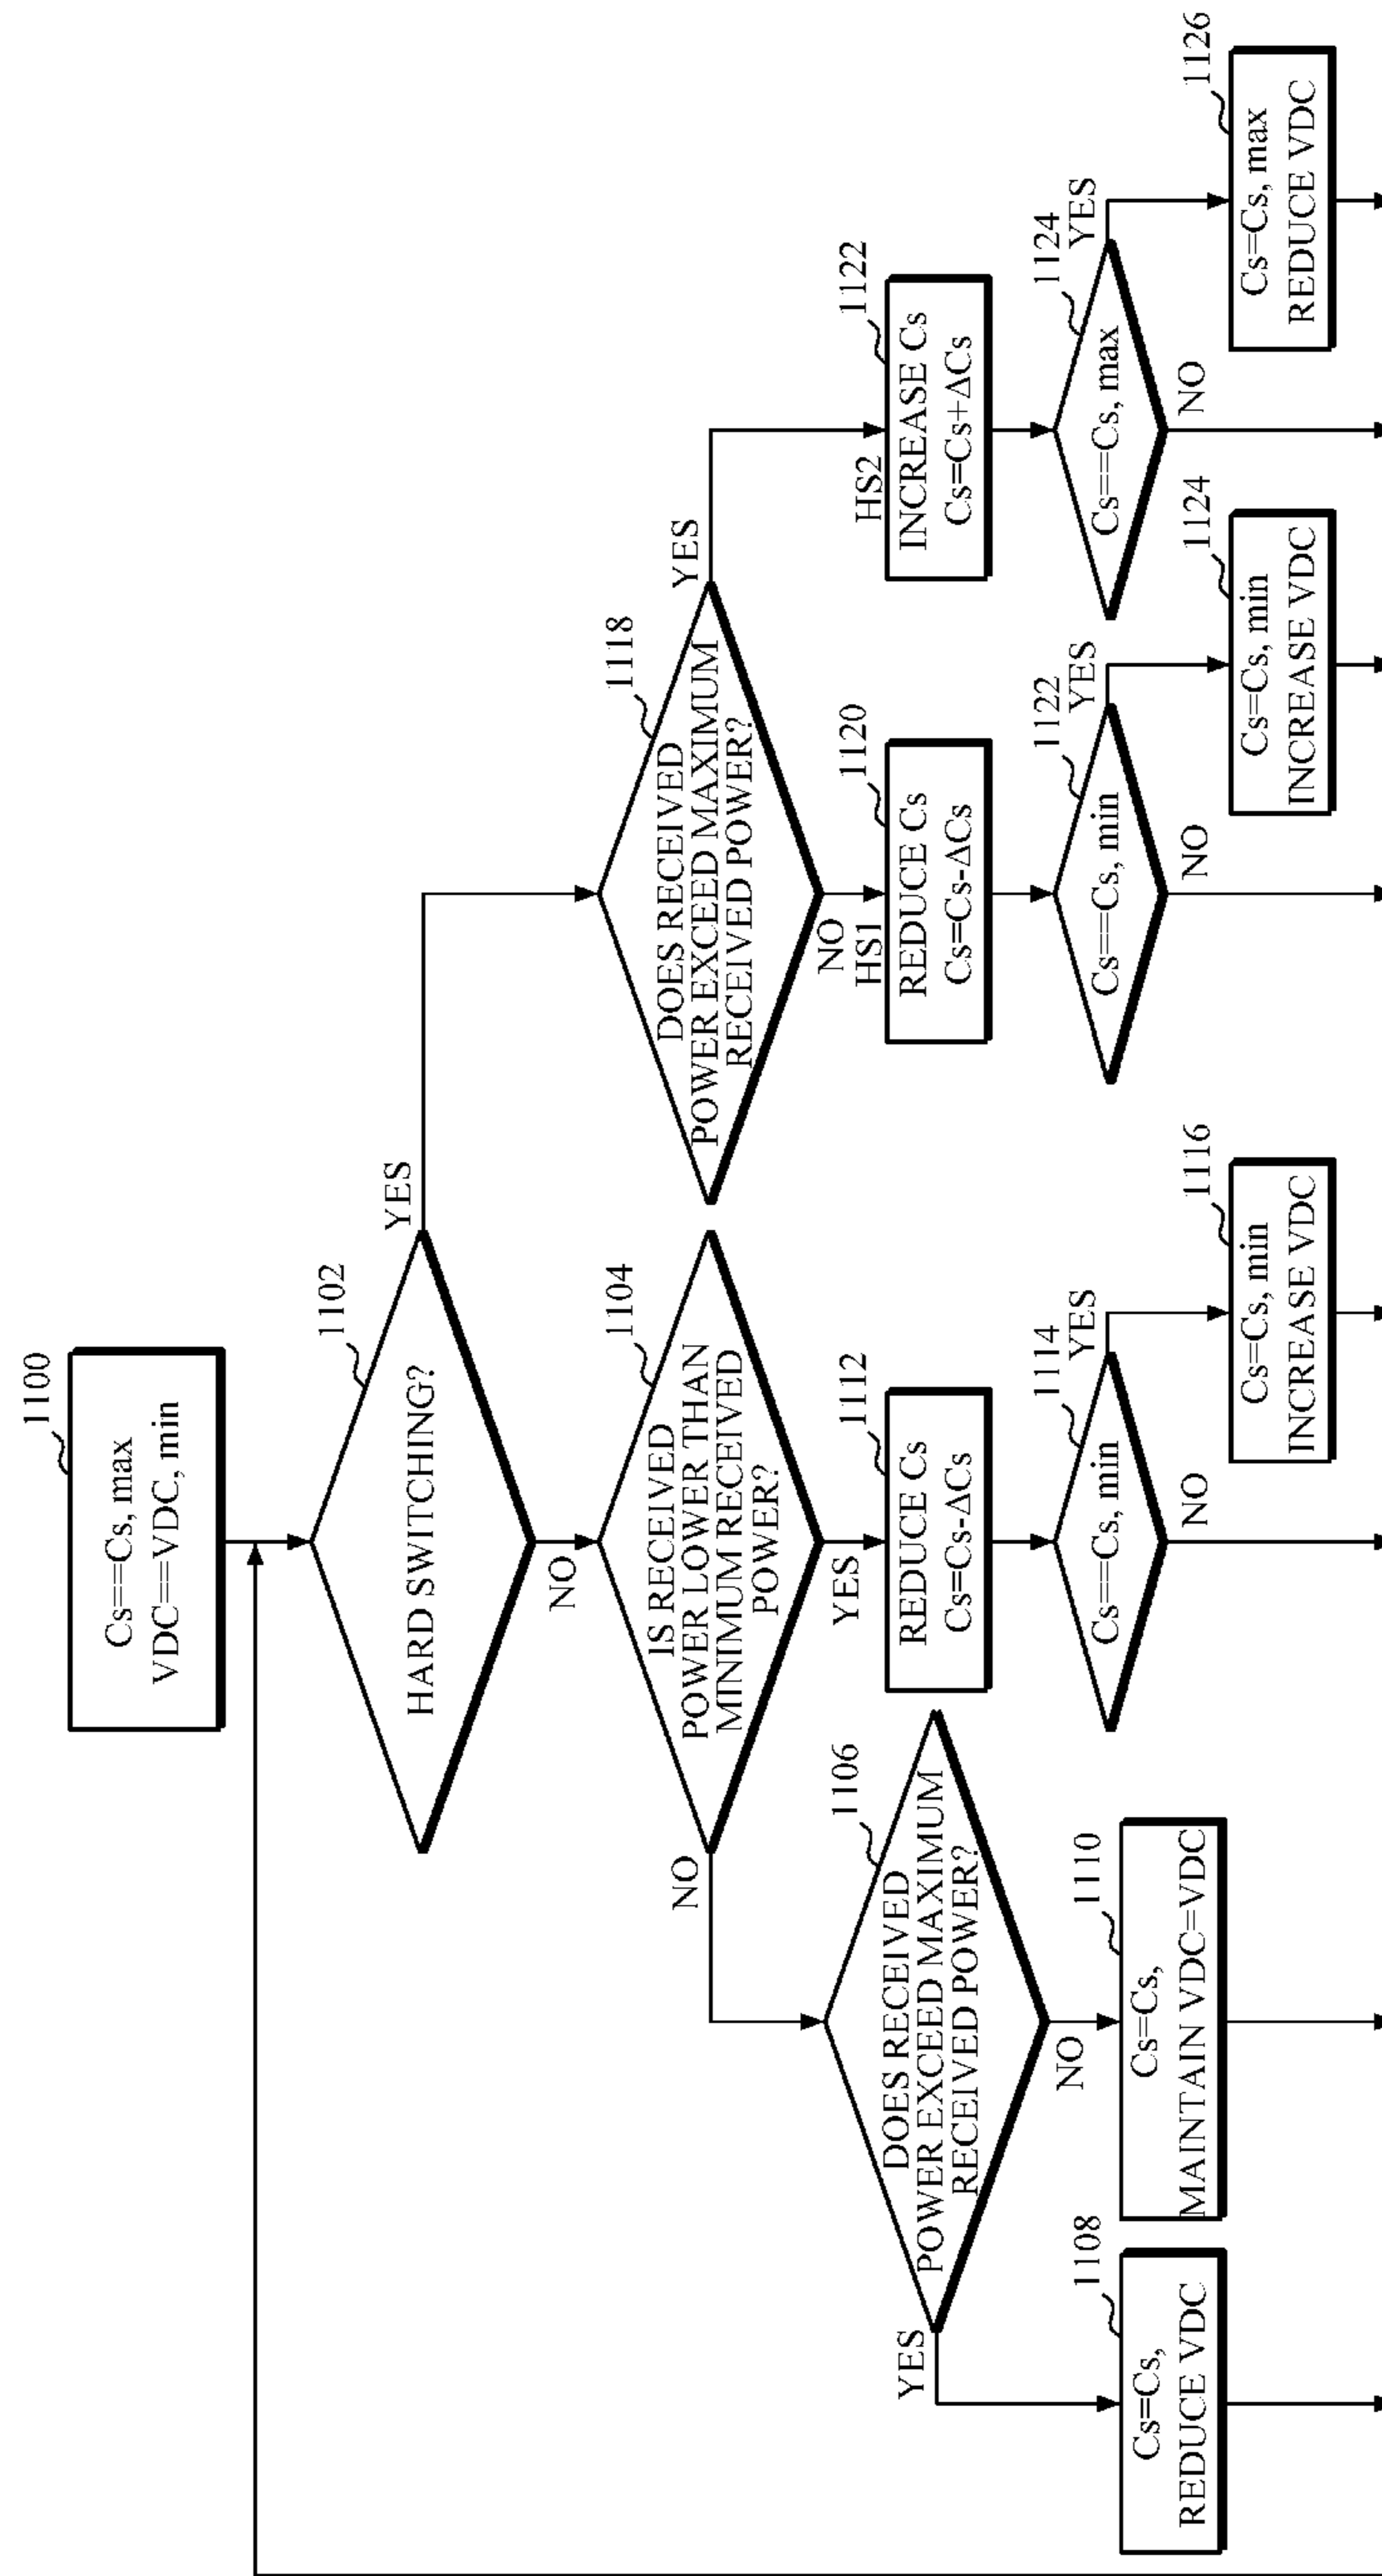 1100
Cs==Cs, max
VDC==VDC, min
1102
HARD SWITCHING?
YES
NO
1104
IS RECEIVED
POWER LOWER THAN
MINIMUM RECEIVED
POWER?
NO
YES
1118
DOES RECEIVED
POWER EXCEED MAXIMUM
RECEIVED POWER?
YES
NO
HS1
HS2
1106
DOES RECEIVED
POWER EXCEED MAXIMUM
RECEIVED POWER?
YES
NO
1112
REDUCE Cs
Cs=Cs-ΔCs
1120
REDUCE Cs
Cs=Cs-ΔCs
1122
INCREASE Cs
Cs=Cs+ΔCs
1108
Cs=Cs,
REDUCE VDC
1110
Cs=Cs,
MAINTAIN VDC=VDC
1114
Cs==Cs, min
YES
NO
1122
Cs==Cs, min
YES
NO
1124
Cs==Cs, max
YES
NO
1116
Cs=Cs, min
INCREASE VDC
1124
Cs=Cs, min
INCREASE VDC
1126
Cs=Cs, max
REDUCE VDC